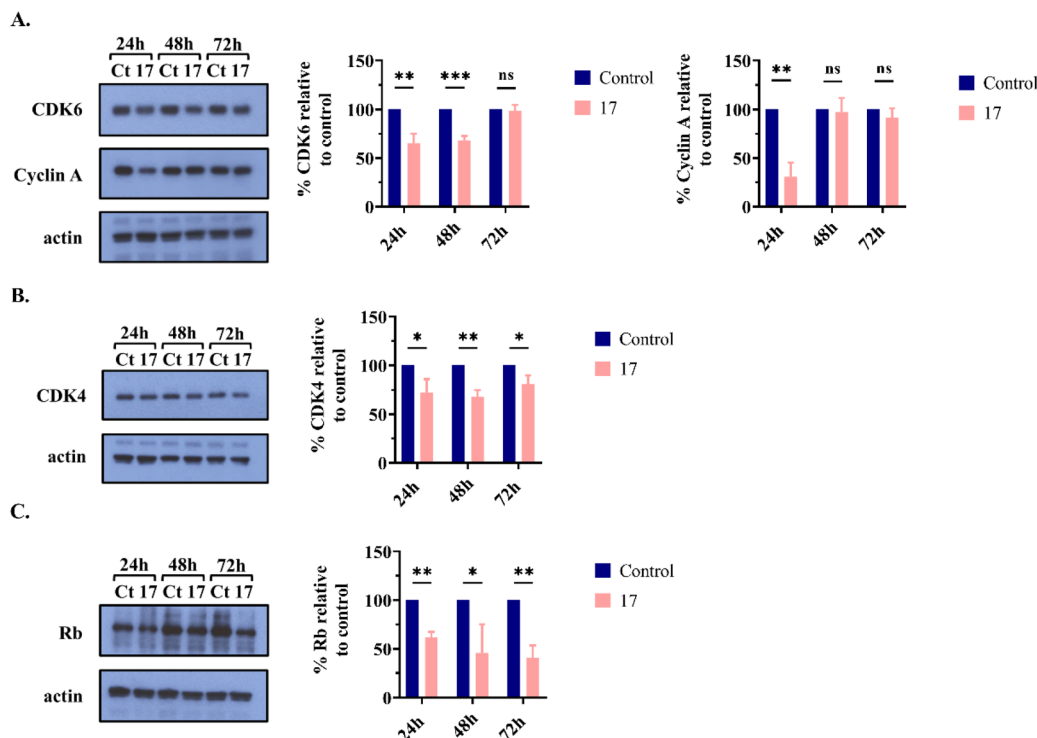 A.
24h 48h 72h
Ct 17 Ct 17 Ct 17
CDK6
Cyclin A
actin
% CDK6 relative
to control
150
100
50
0
** *** ns
24h 48h 72h
Control
17
% Cyclin A relative
to control
150
100
50
0
** ns ns
24h 48h 72h
Control
17
B.
24h 48h 72h
Ct 17 Ct 17 Ct 17
CDK4
actin
% CDK4 relative
to control
150
100
50
0
* ** *
24h 48h 72h
Control
17
C.
24h 48h 72h
Ct 17 Ct 17 Ct 17
Rb
actin
% Rb relative
to control
150
100
50
0
** * **
24h 48h 72h
Control
17